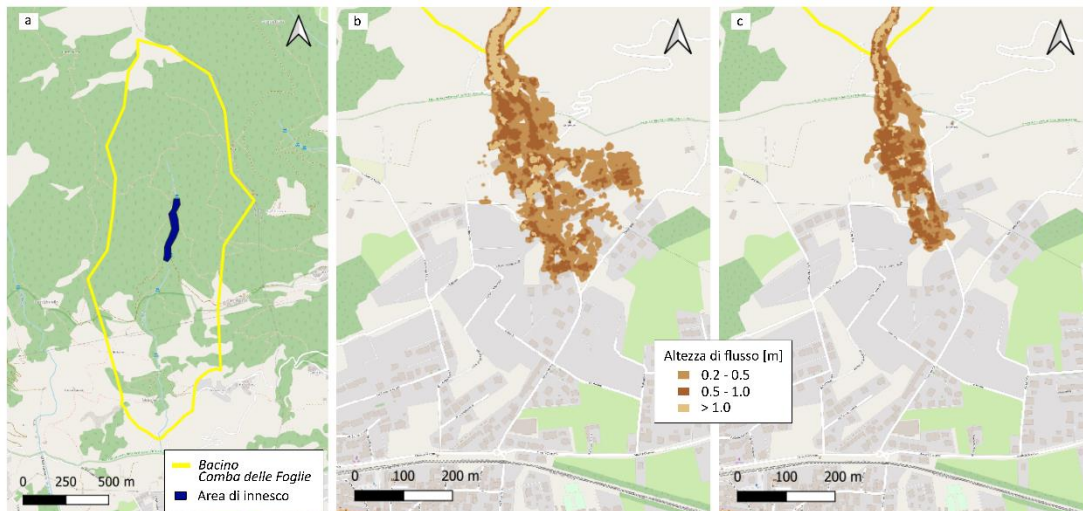 a
Bacino
Comba delle Foglie
Area di innesco
0 250 500 m
b
0 100 200 m
c
Altezza di flusso [m]
0.2 - 0.5
0.5 - 1.0
> 1.0
0 100 200 m